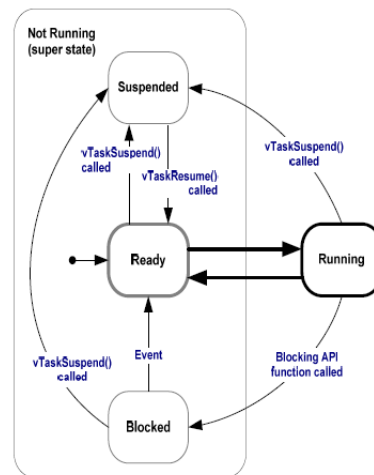 Not Running
(super state)
Suspended
vTaskSuspend()
called
vTaskResume()
called
vTaskSuspend()
called
Ready
Running
Event
vTaskSuspend()
called
Blocking API
function called
Blocked